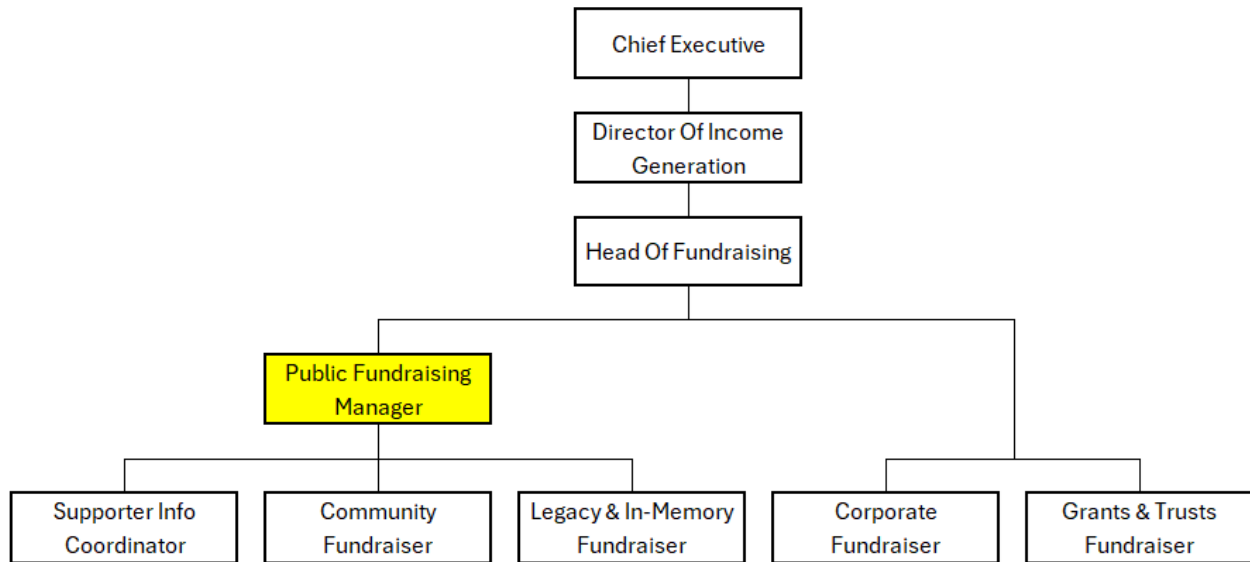 Chief Executive
Director Of Income
Generation
Head Of Fundraising
Public Fundraising
Manager
Supporter Info
Coordinator
Community
Fundraiser
Legacy & In-Memory
Fundraiser
Corporate
Fundraiser
Grants & Trusts
Fundraiser